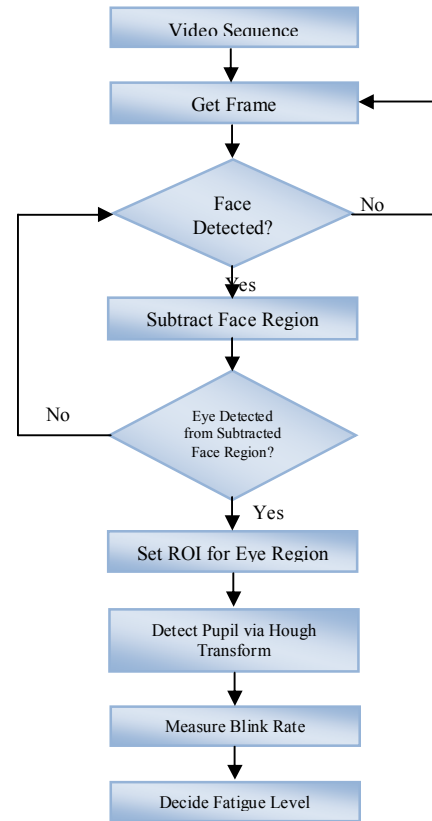 Video Sequence
Get Frame
Face
Detected?
No
Yes
Subtract Face Region
No
Eye Detected
from Subtracted
Face Region?
Yes
Set ROI for Eye Region
Detect Pupil via Hough
Transform
Measure Blink Rate
Decide Fatigue Level